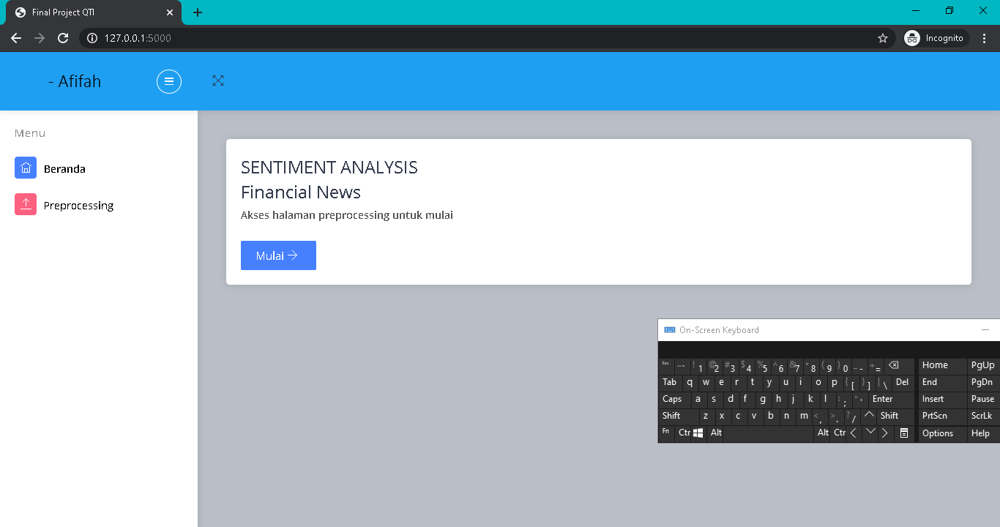 Final Project QTI
127.0.0.1:5000
Incognito
- Afifah
Menu
Beranda
Preprocessing
SENTIMENT ANALYSIS
Financial News
Akses halaman preprocessing untuk mulai
Mulai
On-Screen Keyboard
Esc ~ ` ! 1 @ 2 # 3 $ 4 % 5 ^ 6 & 7 * 8 ( 9 ) 0 _ - + = Home PgUp
Tab q w e r t y u i o p { [ } ] | \ Del End PgDn
Caps a s d f g h j k l : ; " ' Enter Insert Pause
Shift z x c v b n m < , > . ? / Shift PrtScn ScrLk
Fn Ctr Alt Alt Ctr Options Help